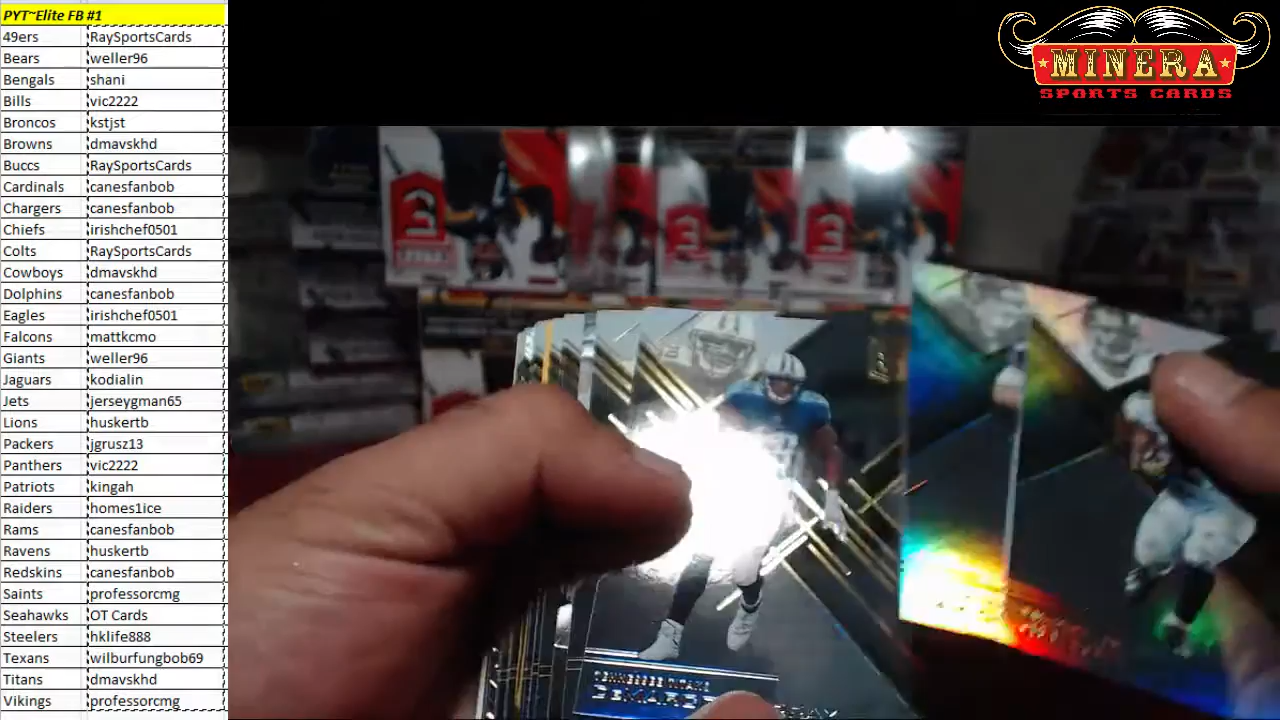 PYT~Elite FB #1
49ers RaySportsCards
Bears weller96
Bengals shani
Bills vic2222
Broncos kstjst
Browns dmavskhd
Buccs RaySportsCards
Cardinals canesfanbob
Chargers canesfanbob
Chiefs irishchef0501
Colts RaySportsCards
Cowboys dmavskhd
Dolphins canesfanbob
Eagles irishchef0501
Falcons mattkcmo
Giants weller96
Jaguars kodialin
Jets jerseygman65
Lions huskertb
Packers jgrusz13
Panthers vic2222
Patriots kingah
Raiders homes1ice
Rams canesfanbob
Ravens huskertb
Redskins canesfanbob
Saints professorcmg
Seahawks OT Cards
Steelers hklife888
Texans wilburfungbob69
Titans dmavskhd
Vikings professorcmg
MINERA
SPORTS CARDS
TENNESSEE TITANS